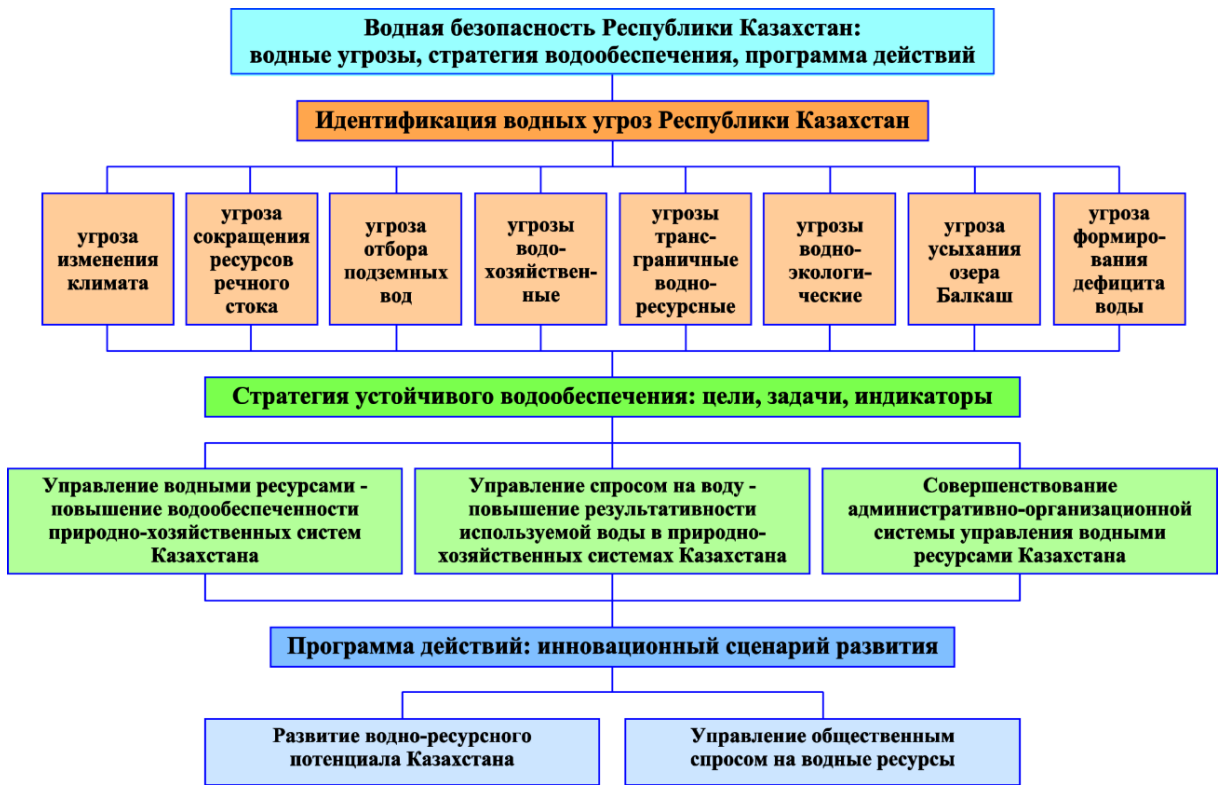 Водная безопасность Республики Казахстан:
водные угрозы, стратегия водообеспечения, программа действий
Идентификация водных угроз Республики Казахстан
угроза
изменения
климата
угроза
сокращения
ресурсов
речного
стока
угроза
отбора
подземных
вод
угрозы
водо-
хозяйствен-
ные
угрозы
транс-
граничные
водно-
ресурсные
угрозы
водно-
экологи-
ческие
угроза
усыхания
озера
Балкаш
угроза
формиро-
вания
дефицита
воды
Стратегия устойчивого водообеспечения: цели, задачи, индикаторы
Управление водными ресурсами -
повышение водообеспеченности
природно-хозяйственных систем
Казахстана
Управление спросом на воду -
повышение результативности
используемой воды в природно-
хозяйственных системах Казахстана
Совершенствование
административно-организационной
системы управления водными
ресурсами Казахстана
Программа действий: инновационный сценарий развития
Развитие водно-ресурсного
потенциала Казахстана
Управление общественным
спросом на водные ресурсы